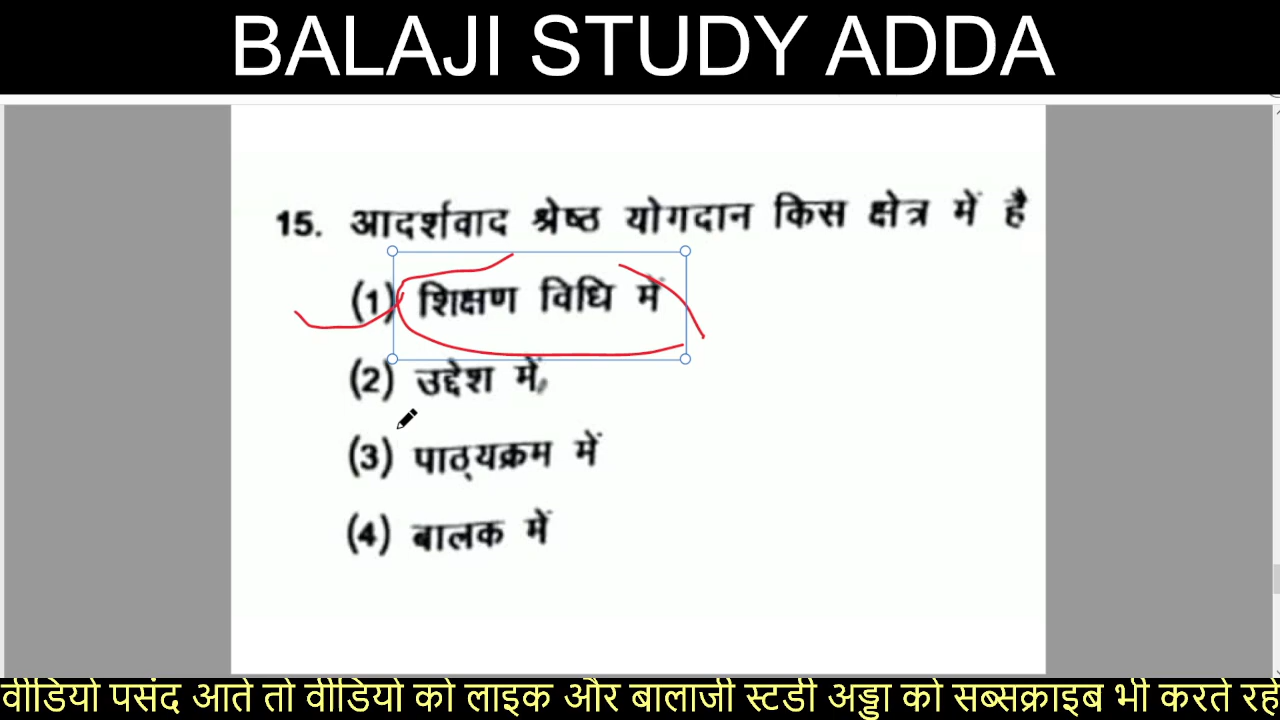 BALAJI STUDY ADDA
15. आदर्शवाद श्रेष्ठ योगदान किस क्षेत्र में है
(1) शिक्षण विधि में
(2) उद्देश में
(3) पाठ्यक्रम में
(4) बालक में
वीडियो पसंद आते तो वीडियो को लाइक और बालाजी स्टडी अड्डा को सब्सक्राइब भी करते रहो